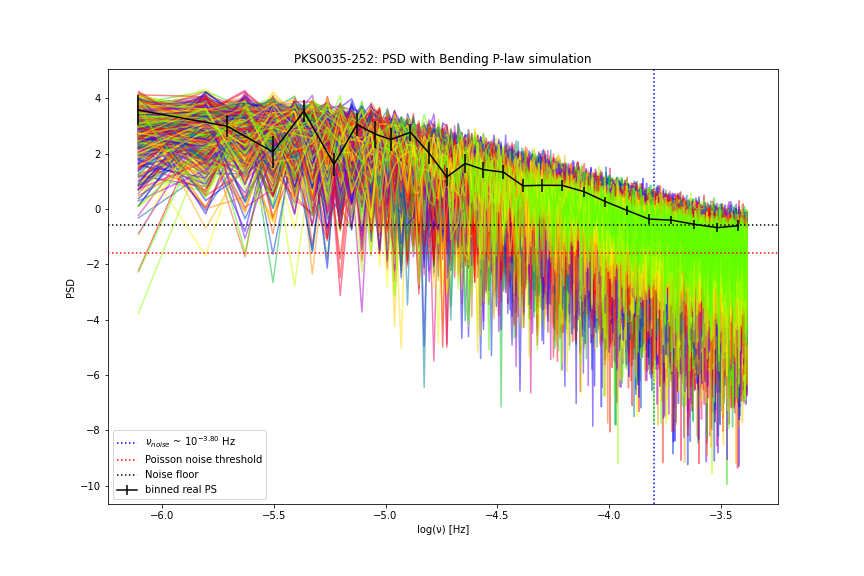 PKS0035-252: PSD with Bending P-law simulation
PSD
4
2
0
−2
−4
−6
−8
−10
ν_noise ~ 10^−3.80 Hz
Poisson noise threshold
Noise floor
binned real PS
−6.0 −5.5 −5.0 −4.5 −4.0 −3.5
log(ν) [Hz]